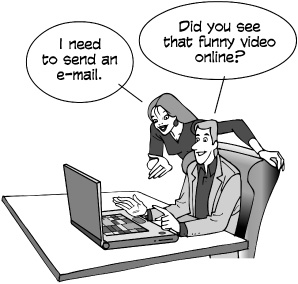 I need
to send an
e-mail.
Did you see
that funny video
online?